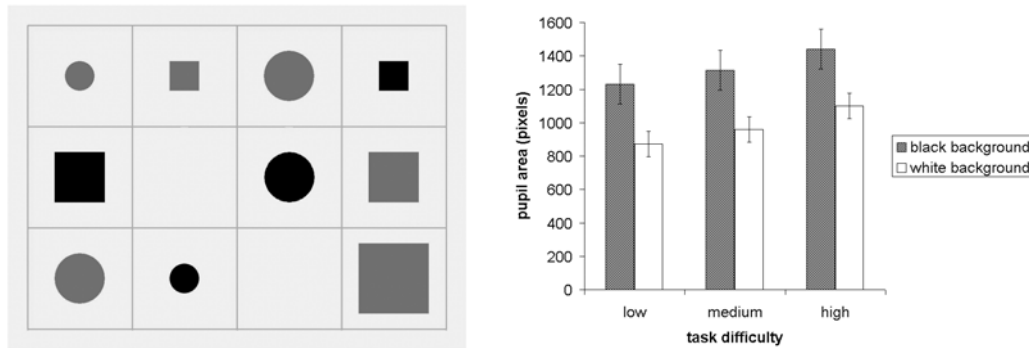 1600
1400
1200
1000
800
600
400
200
0
pupil area (pixels)
low medium high
task difficulty
black background
white background